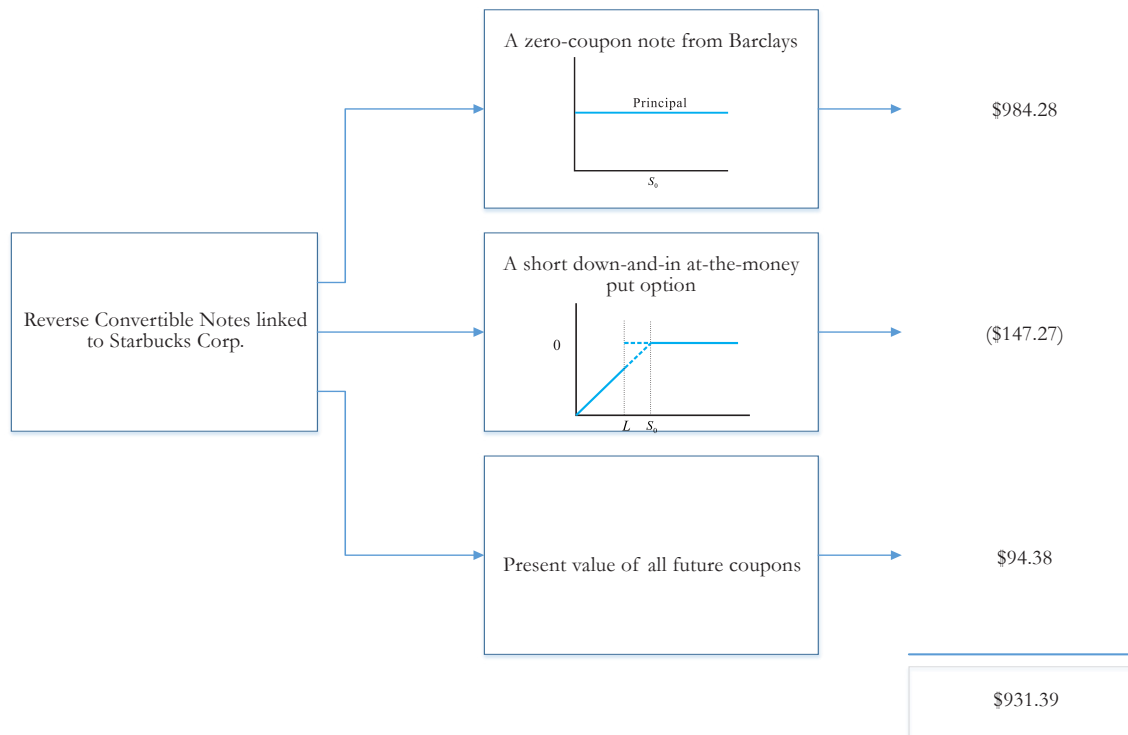 A zero-coupon note from Barclays
Principal
S₀
$984.28
Reverse Convertible Notes linked
to Starbucks Corp.
A short down-and-in at-the-money
put option
0
L S₀
($147.27)
Present value of all future coupons
$94.38
$931.39